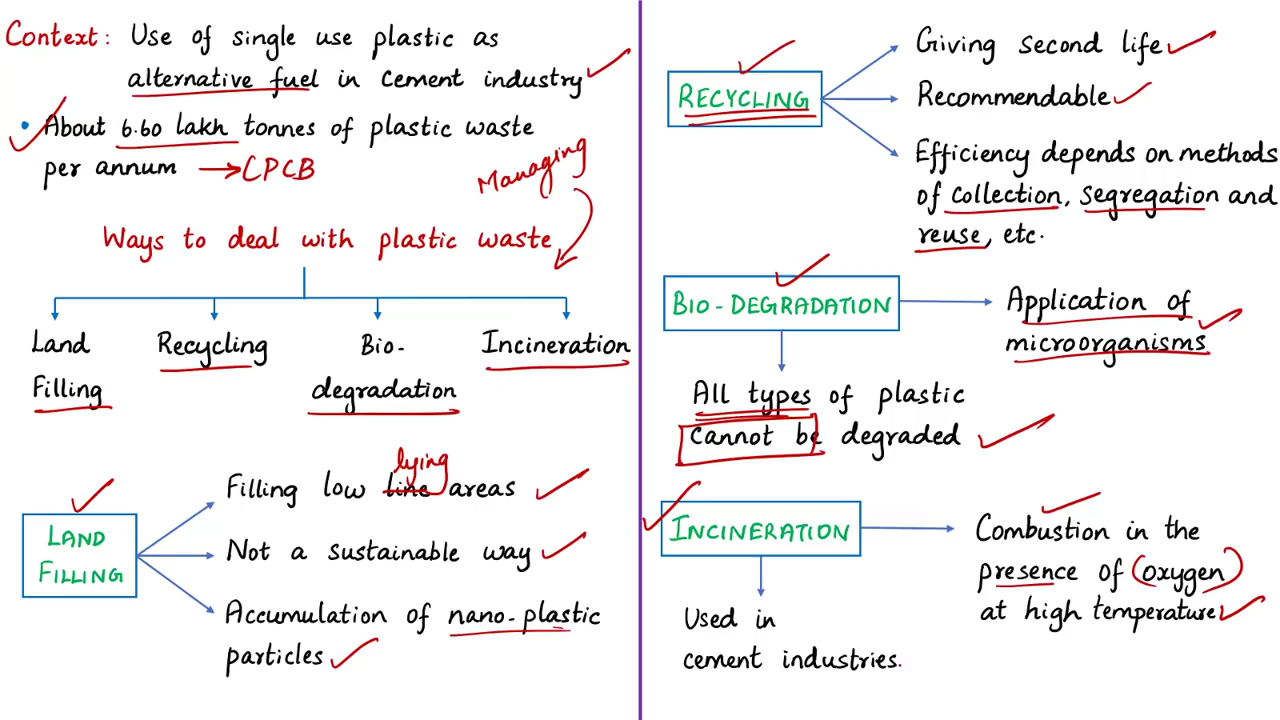 Context: Use of single use plastic as
alternative fuel in cement industry
• About 6.60 lakh tonnes of plastic waste
per annum → CPCB
Managing
Ways to deal with plastic waste
Land
Filling
Recycling
Bio-
degradation
Incineration
LAND
FILLING
lying
Filling low line areas
Not a sustainable way
Accumulation of nano-plastic
particles
RECYCLING
Giving second life
Recommendable
Efficiency depends on methods
of collection, segregation and
reuse, etc.
BIO-DEGRADATION
Application of
microorganisms
All types of plastic
cannot be degraded
INCINERATION
Combustion in the
presence of (oxygen)
at high temperature
Used in
cement industries.